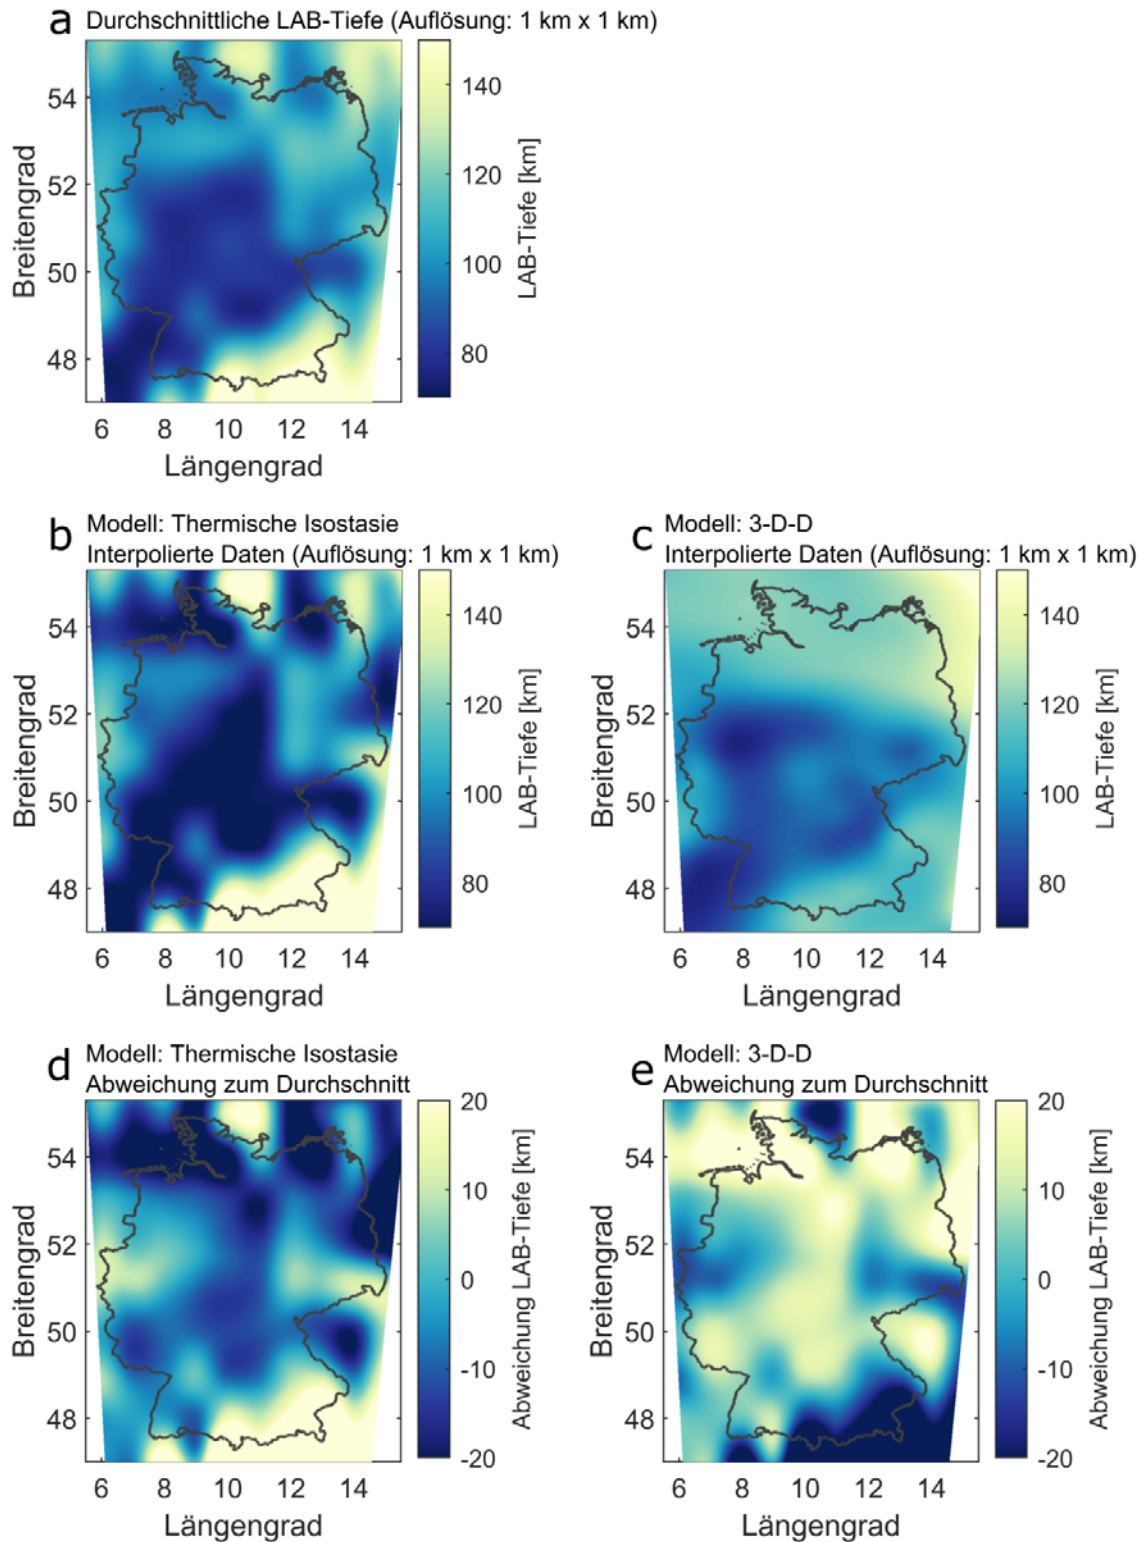 a Durchschnittliche LAB-Tiefe (Auflösung: 1 km x 1 km)
54
52
50
48
Breitengrad
6 8 10 12 14
Längengrad
140
120
100
80
LAB-Tiefe [km]
b Modell: Thermische Isostasie
Interpolierte Daten (Auflösung: 1 km x 1 km)
54
52
50
48
Breitengrad
6 8 10 12 14
Längengrad
140
120
100
80
LAB-Tiefe [km]
c Modell: 3-D-D
Interpolierte Daten (Auflösung: 1 km x 1 km)
54
52
50
48
Breitengrad
6 8 10 12 14
Längengrad
140
120
100
80
LAB-Tiefe [km]
d Modell: Thermische Isostasie
Abweichung zum Durchschnitt
54
52
50
48
Breitengrad
6 8 10 12 14
Längengrad
20
10
0
-10
-20
Abweichung LAB-Tiefe [km]
e Modell: 3-D-D
Abweichung zum Durchschnitt
54
52
50
48
Breitengrad
6 8 10 12 14
Längengrad
20
10
0
-10
-20
Abweichung LAB-Tiefe [km]